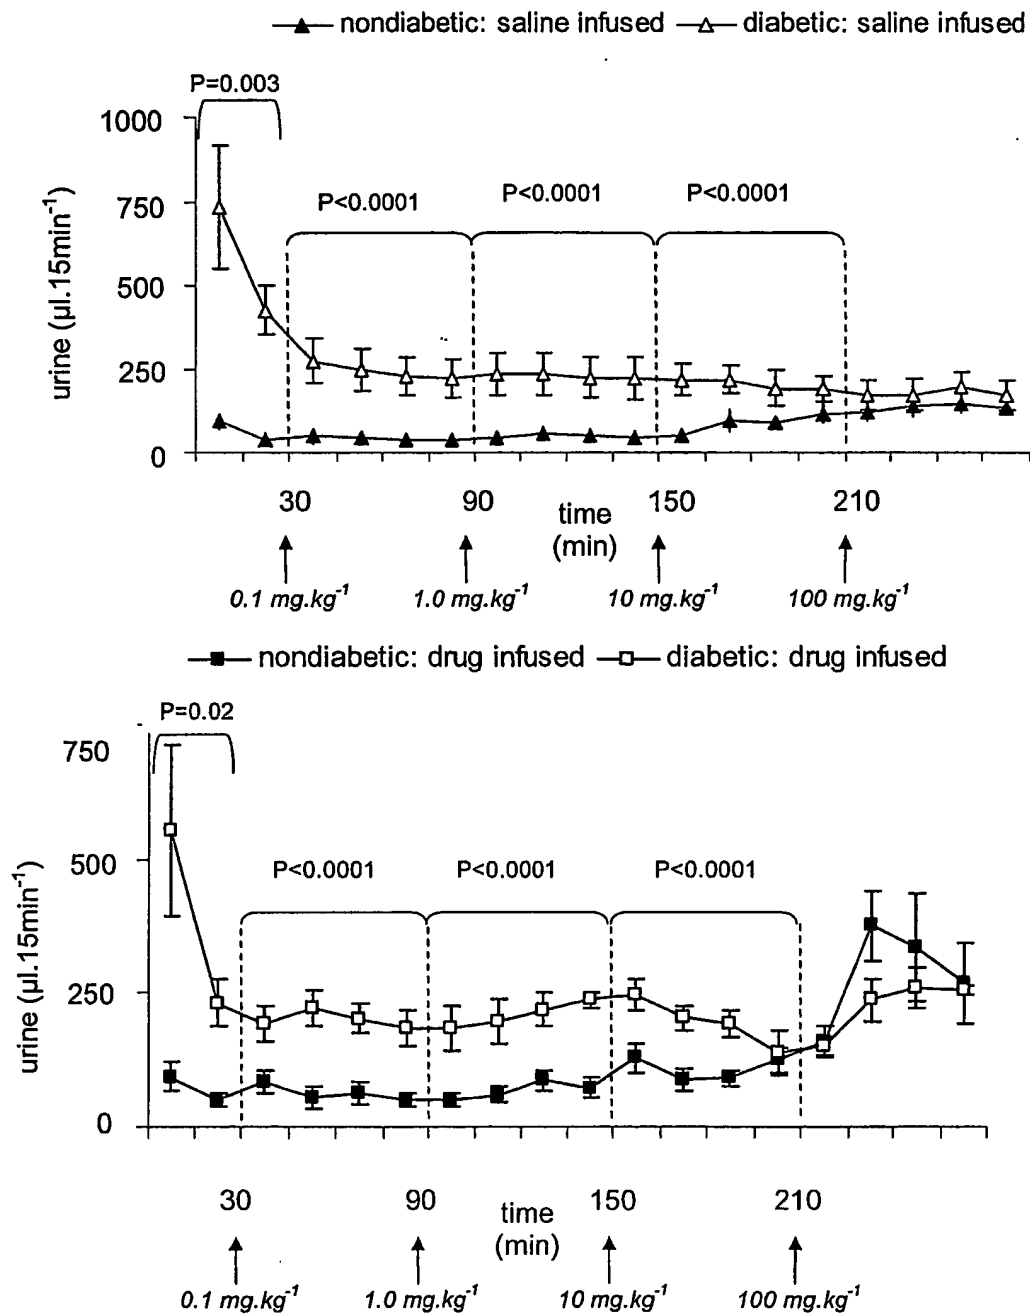 nondiabetic: saline infused diabetic: saline infused
P=0.003
1000
P<0.0001 P<0.0001 P<0.0001
750
500
250
0
urine (µl.15min⁻¹)
30 90 150 210
time
(min)
0.1 mg.kg⁻¹ 1.0 mg.kg⁻¹ 10 mg.kg⁻¹ 100 mg.kg⁻¹
nondiabetic: drug infused diabetic: drug infused
P=0.02
750
500
P<0.0001 P<0.0001 P<0.0001
250
0
urine (µl.15min⁻¹)
30 90 150 210
time
(min)
0.1 mg.kg⁻¹ 1.0 mg.kg⁻¹ 10 mg.kg⁻¹ 100 mg.kg⁻¹